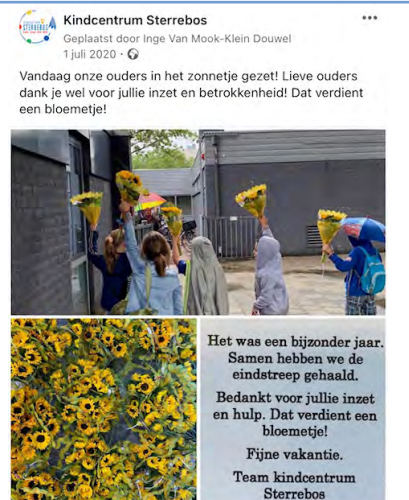 Kindcentrum Sterrebos
Geplaatst door Inge Van Mook-Klein Douwel
1 juli 2020 ·
Vandaag onze ouders in het zonnetje gezet! Lieve ouders
dank je wel voor jullie inzet en betrokkenheid! Dat verdient
een bloemetje!
Het was een bijzonder jaar.
Samen hebben we de
eindstreep gehaald.
Bedankt voor jullie inzet
en hulp. Dat verdient een
bloemetje!
Fijne vakantie.
Team kindcentrum
Sterrebos